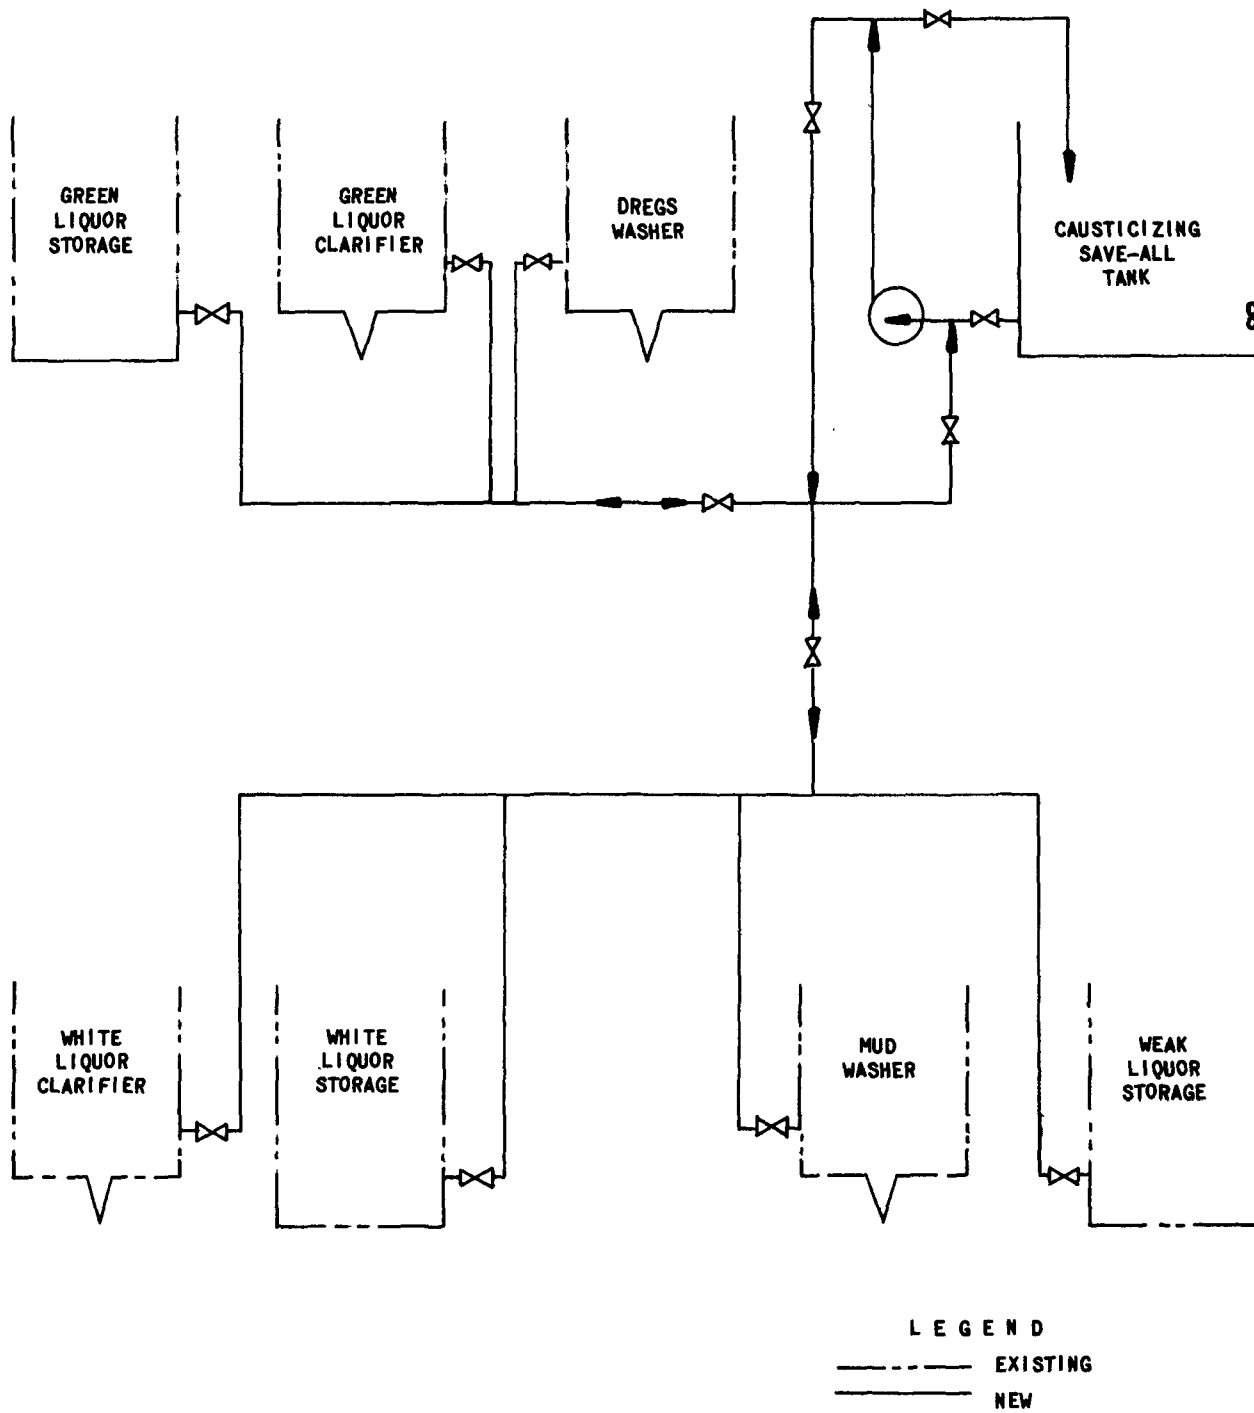 GREEN
LIQUOR
STORAGE
GREEN
LIQUOR
CLARIFIER
DREGS
WASHER
CAUSTICIZING
SAVE-ALL
TANK
WHITE
LIQUOR
CLARIFIER
WHITE
LIQUOR
STORAGE
MUD
WASHER
WEAK
LIQUOR
STORAGE
LEGEND
EXISTING
NEW